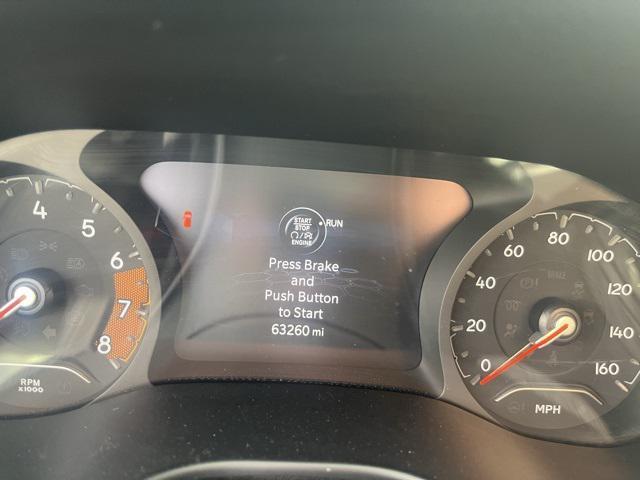 START
STOP
ENGINE
RUN
Press Brake
and
Push Button
to Start
63260 mi
4
5
6
7
8
RPM
x1000
0
20
40
60
80
100
120
140
160
BRAKE
MPH